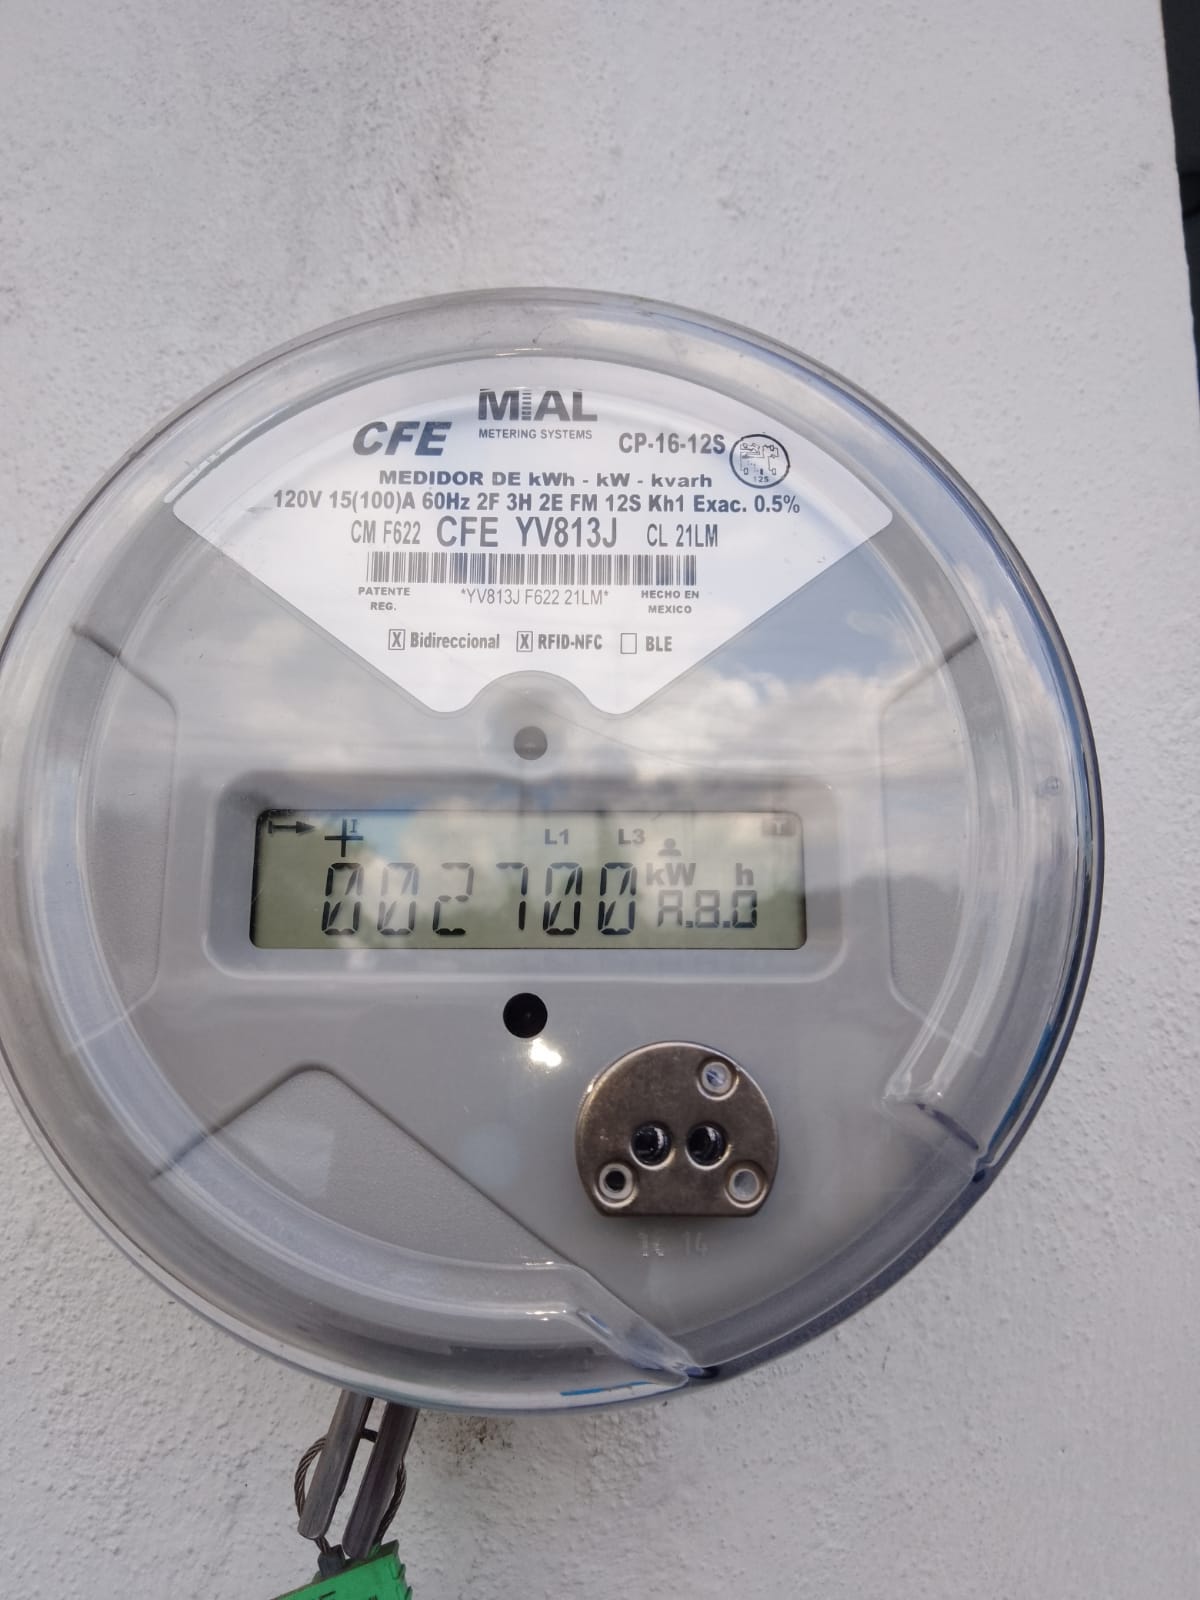 MIAL
METERING SYSTEMS
CFE
CP-16-12S
12S
MEDIDOR DE kWh - kW - kvarh
120V 15(100)A 60Hz 2F 3H 2E FM 12S Kh1 Exac. 0.5%
CM F622 CFE YV813J CL 21LM
PATENTE REG.
*YV813J F622 21LM*
HECHO EN MEXICO
X Bidireccional X RFID-NFC BLE
L1 L3
kW h
002700
14